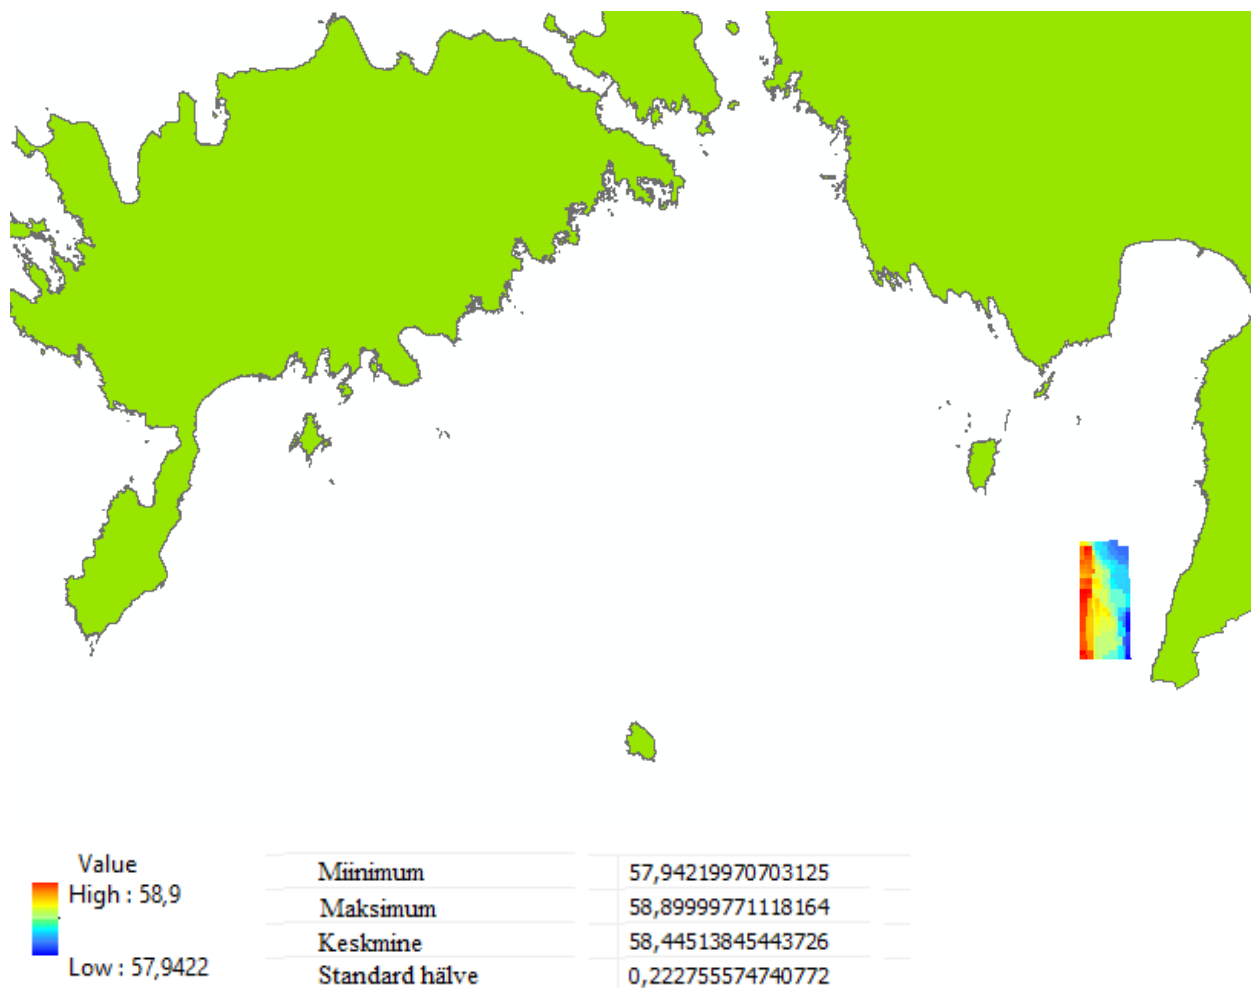 Value
High : 58,9
Low : 57,9422
Miinimum 57,94219970703125
Maksimum 58,89999771118164
Keskmine 58,44513845443726
Standard hälve 0,222755574740772